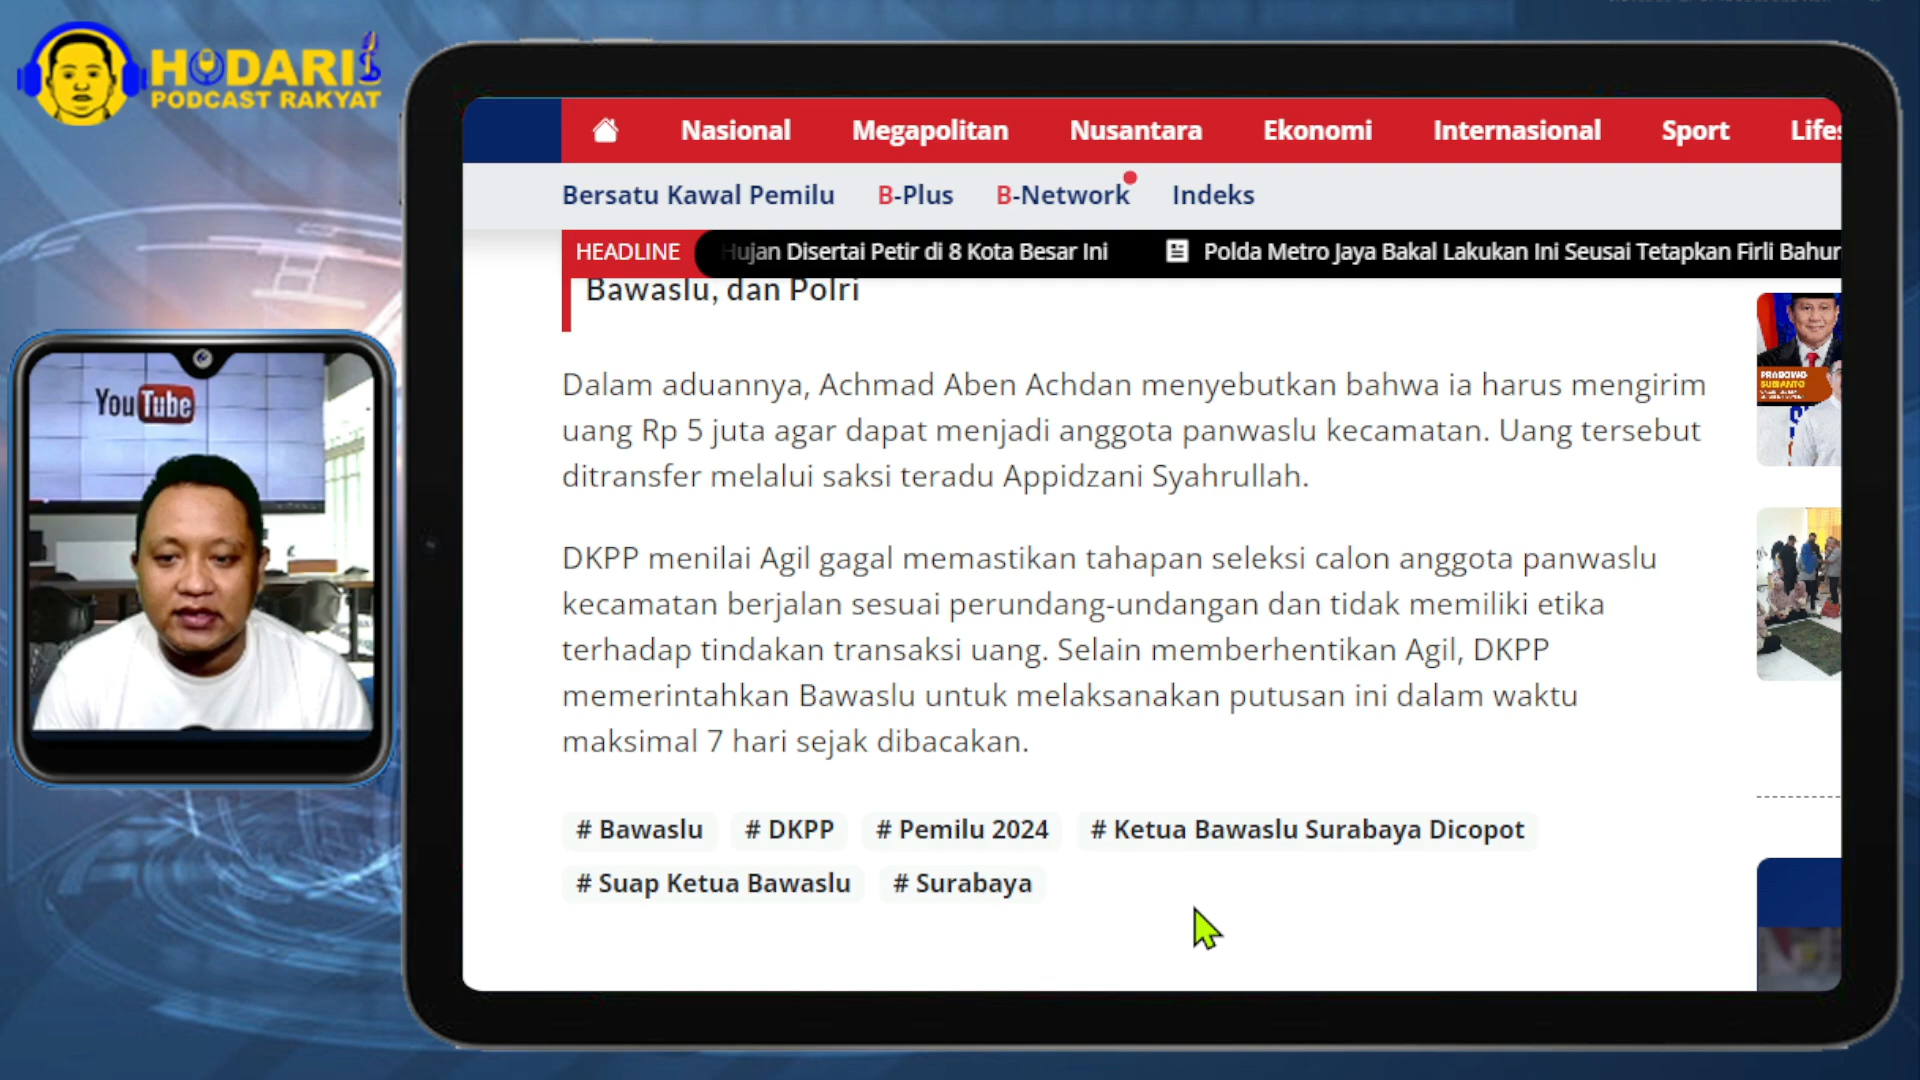 HODARI
PODCAST RAKYAT
YouTube
Nasional Megapolitan Nusantara Ekonomi Internasional Sport Lifes
Bersatu Kawal Pemilu B-Plus B-Network Indeks
HEADLINE Hujan Disertai Petir di 8 Kota Besar Ini Polda Metro Jaya Bakal Lakukan Ini Seusai Tetapkan Firli Bahur
Bawaslu, dan Polri
Dalam aduannya, Achmad Aben Achdan menyebutkan bahwa ia harus mengirim
uang Rp 5 juta agar dapat menjadi anggota panwaslu kecamatan. Uang tersebut
ditransfer melalui saksi teradu Appidzani Syahrullah.
DKPP menilai Agil gagal memastikan tahapan seleksi calon anggota panwaslu
kecamatan berjalan sesuai perundang-undangan dan tidak memiliki etika
terhadap tindakan transaksi uang. Selain memberhentikan Agil, DKPP
memerintahkan Bawaslu untuk melaksanakan putusan ini dalam waktu
maksimal 7 hari sejak dibacakan.
# Bawaslu # DKPP # Pemilu 2024 # Ketua Bawaslu Surabaya Dicopot
# Suap Ketua Bawaslu # Surabaya
PRABOWO
SUBIANTO